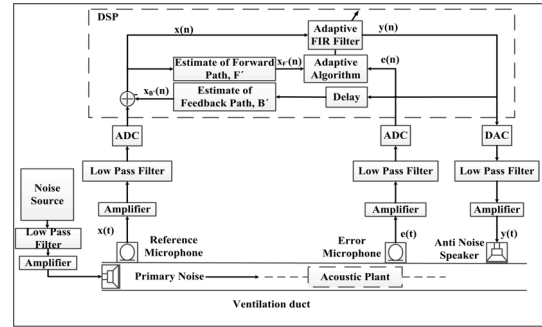 DSP
x(n)
Adaptive
FIR Filter
y(n)
Estimate of Forward
Path, F´
xF´(n)
Adaptive
Algorithm
e(n)
-
xB´(n)
Estimate of
Feedback Path, B´
Delay
ADC
ADC
DAC
Low Pass Filter
Low Pass Filter
Low Pass Filter
Noise
Source
Amplifier
Amplifier
Amplifier
Low Pass
Filter
x(t)
Reference
Microphone
Error
Microphone
e(t)
Anti Noise
Speaker
y(t)
Amplifier
Primary Noise
Acoustic Plant
Ventilation duct